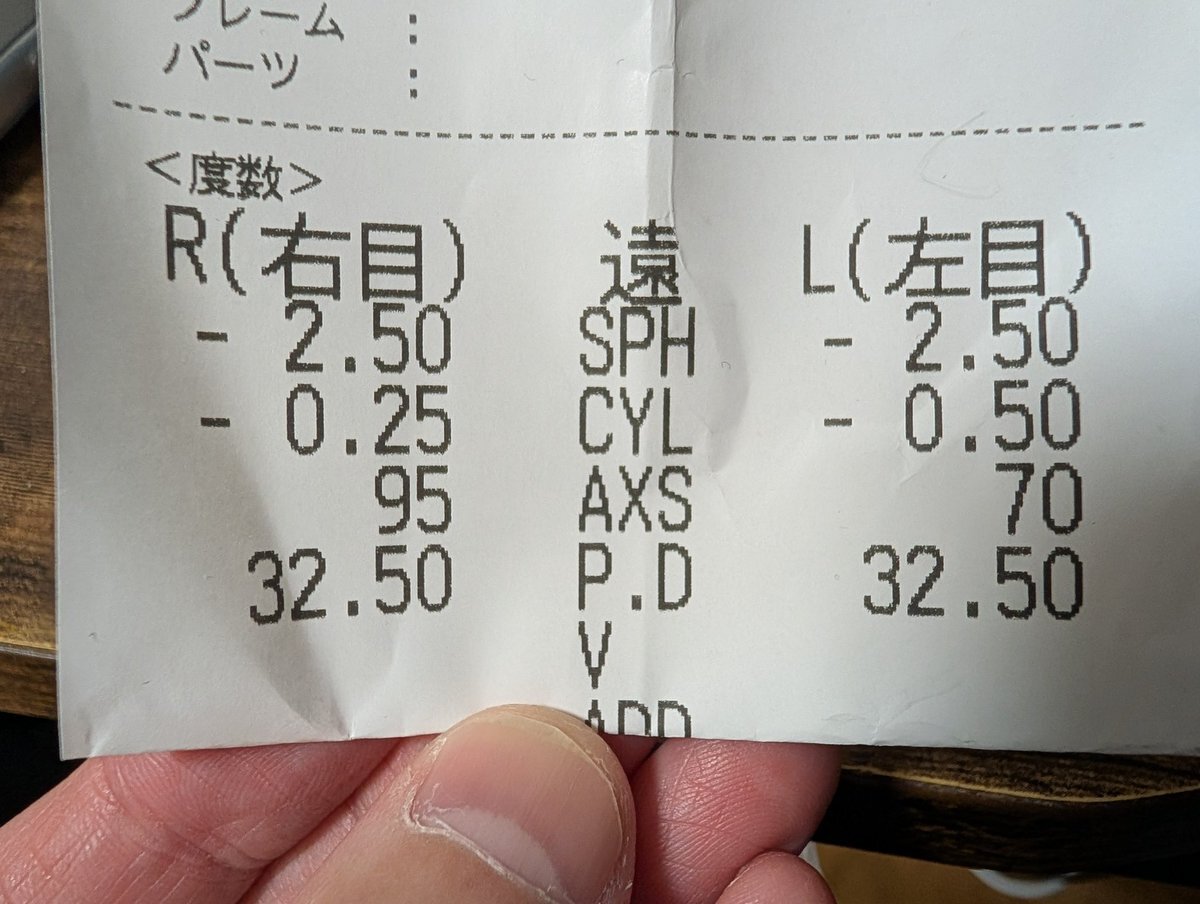 フレーム :
パーツ :
<度数>
R(右目) 遠 L(左目)
- 2.50 SPH - 2.50
- 0.25 CYL - 0.50
95 AXS 70
32.50 P.D 32.50
V
ADD